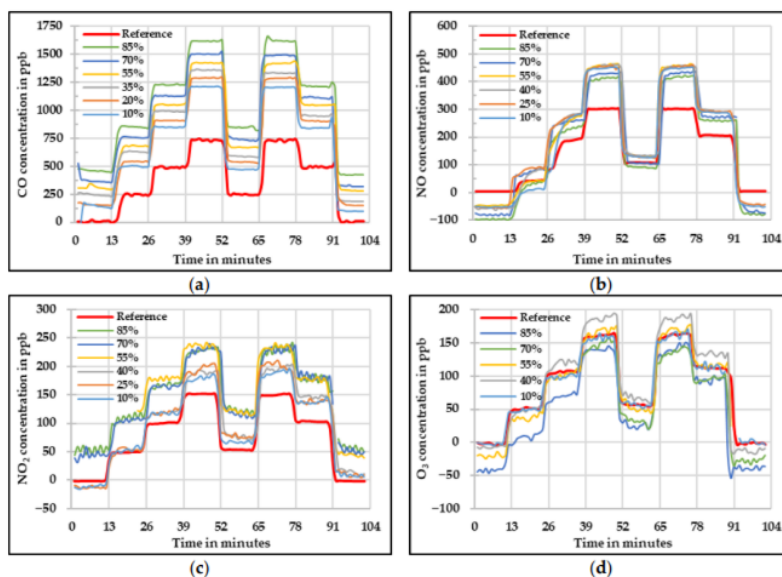 CO concentration in ppb
1750
1500
1250
1000
750
500
250
0
Reference
85%
70%
55%
35%
20%
10%
0 13 26 39 52 65 78 91 104
Time in minutes
(a)
NO concentration in ppb
600
500
400
300
200
100
0
−100
Reference
85%
70%
55%
40%
25%
10%
0 13 26 39 52 65 78 91 104
Time in minutes
(b)
NO₂ concentration in ppb
300
250
200
150
100
50
0
−50
Reference
85%
70%
55%
40%
25%
10%
0 13 26 39 52 65 78 91 104
Time in minutes
(c)
O₃ concentration in ppb
200
150
100
50
0
−50
−100
Reference
85%
70%
55%
40%
25%
10%
0 13 26 39 52 65 78 91 104
Time in minutes
(d)